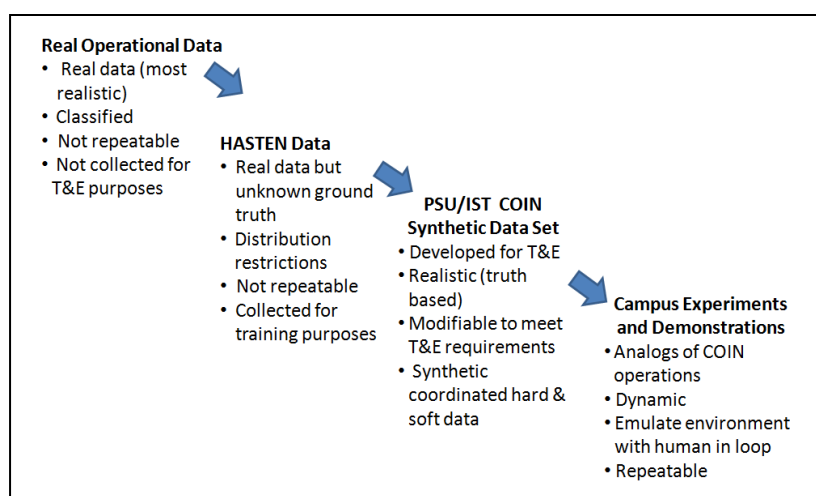 Real Operational Data
• Real data (most
realistic)
• Classified
• Not repeatable
• Not collected for
T&E purposes
HASTEN Data
• Real data but
unknown ground
truth
• Distribution
restrictions
• Not repeatable
• Collected for
training purposes
PSU/IST COIN
Synthetic Data Set
• Developed for T&E
• Realistic (truth
based)
• Modifiable to meet
T&E requirements
• Synthetic
coordinated hard &
soft data
Campus Experiments
and Demonstrations
• Analogs of COIN
operations
• Dynamic
• Emulate environment
with human in loop
• Repeatable